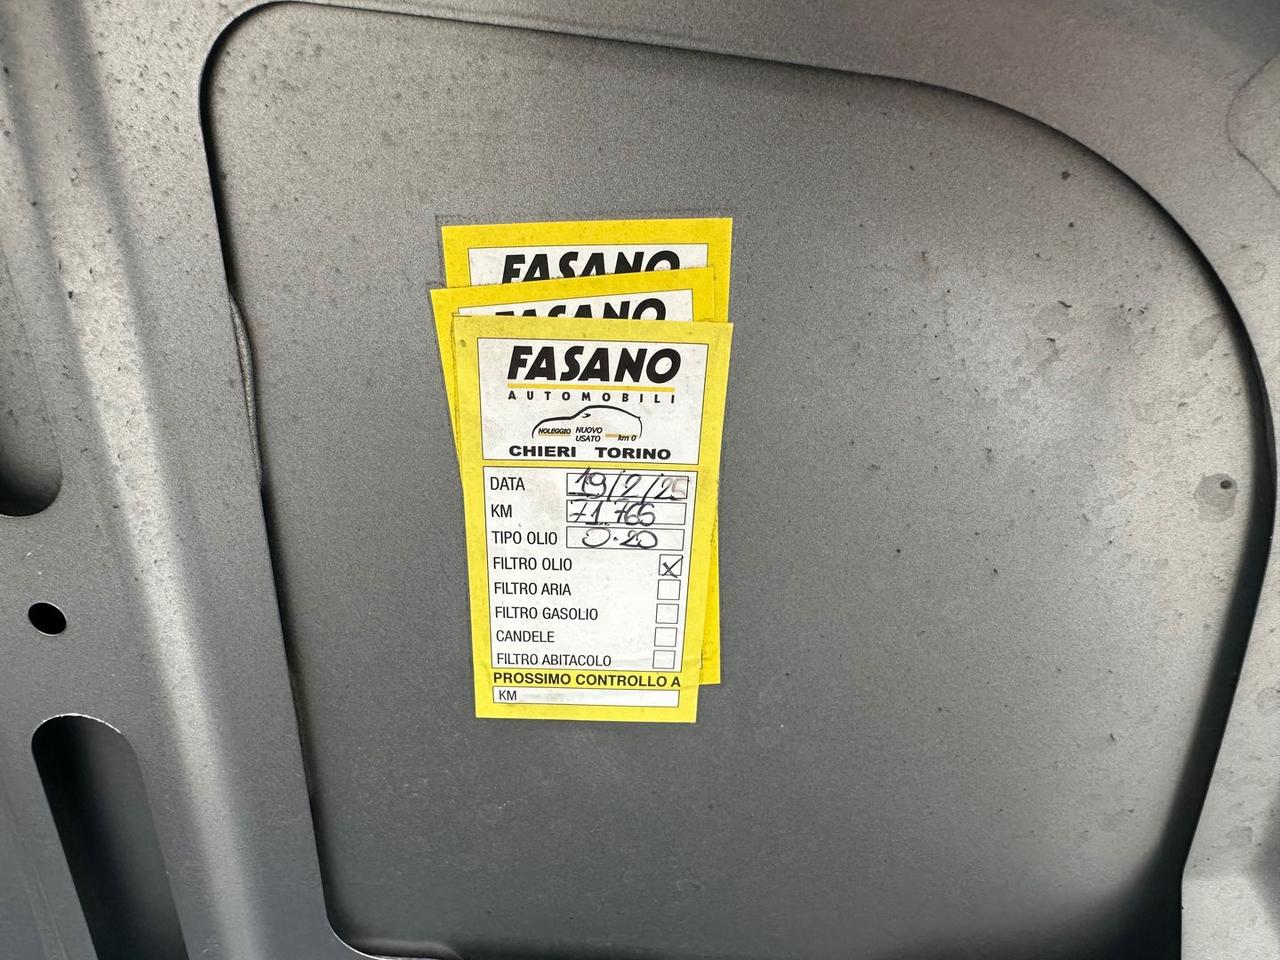 FASANO
FASANO
FASANO
AUTOMOBILI
NOLEGGIO NUOVO USATO km 0
CHIERI TORINO
DATA 19/2/25
KM 71.765
TIPO OLIO 0-20
FILTRO OLIO X
FILTRO ARIA
FILTRO GASOLIO
CANDELE
FILTRO ABITACOLO
PROSSIMO CONTROLLO A
KM